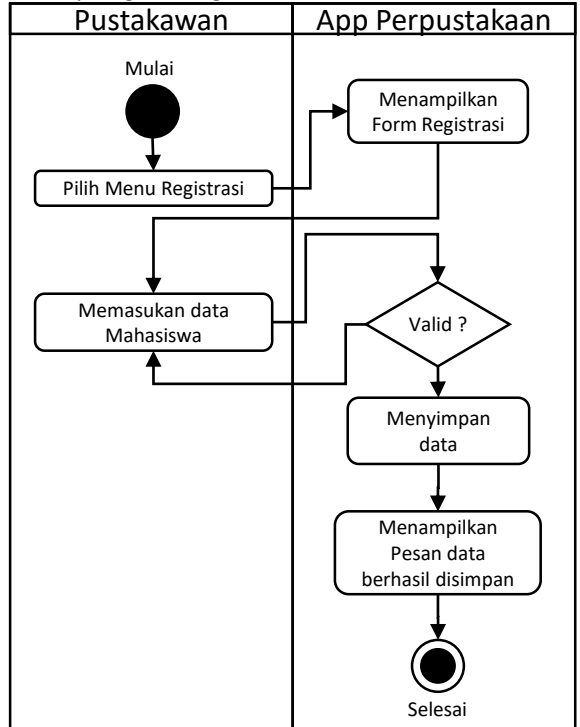 Pustakawan
App Perpustakaan
Mulai
Menampilkan
Form Registrasi
Pilih Menu Registrasi
Memasukan data
Mahasiswa
Valid ?
Menyimpan
data
Menampilkan
Pesan data
berhasil disimpan
Selesai